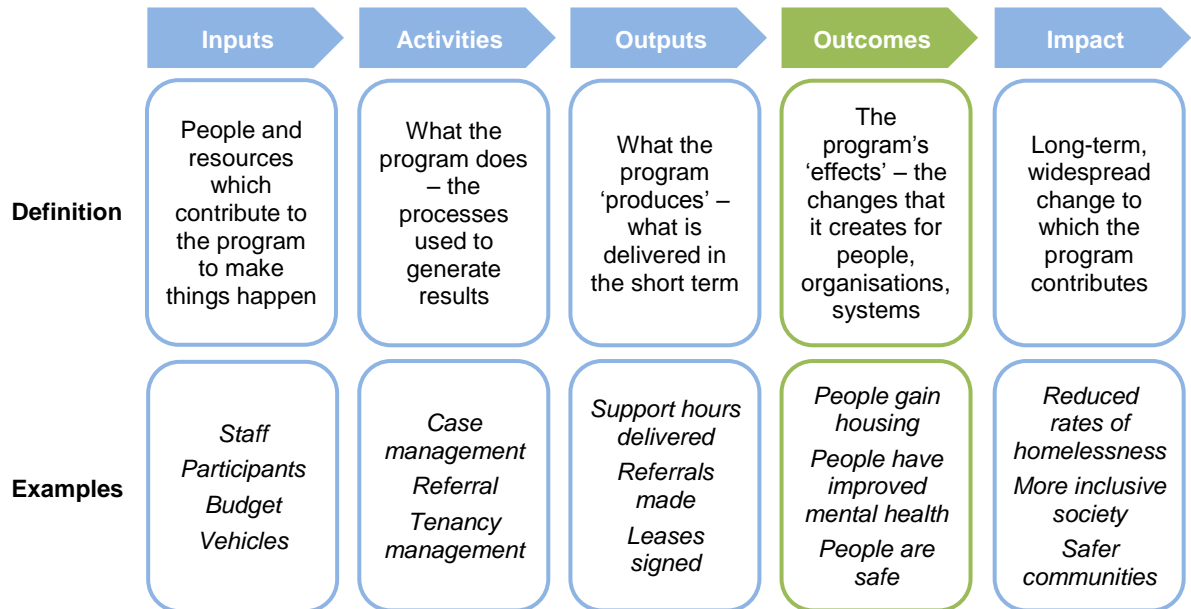 Inputs
Activities
Outputs
Outcomes
Impact
Definition
People and
resources
which
contribute to
the program
to make
things happen
What the
program does
– the
processes
used to
generate
results
What the
program
‘produces’ –
what is
delivered in
the short term
The
program’s
‘effects’ – the
changes that
it creates for
people,
organisations,
systems
Long-term,
widespread
change to
which the
program
contributes
Examples
Staff
Participants
Budget
Vehicles
Case
management
Referral
Tenancy
management
Support hours
delivered
Referrals
made
Leases
signed
People gain
housing
People have
improved
mental health
People are
safe
Reduced
rates of
homelessness
More inclusive
society
Safer
communities